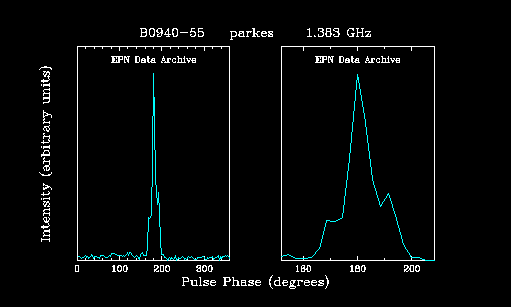 B0940-55 parkes 1.383 GHz
EPN Data Archive EPN Data Archive
Intensity (arbitrary units)
0 100 200 300 160 180 200
Pulse Phase (degrees)